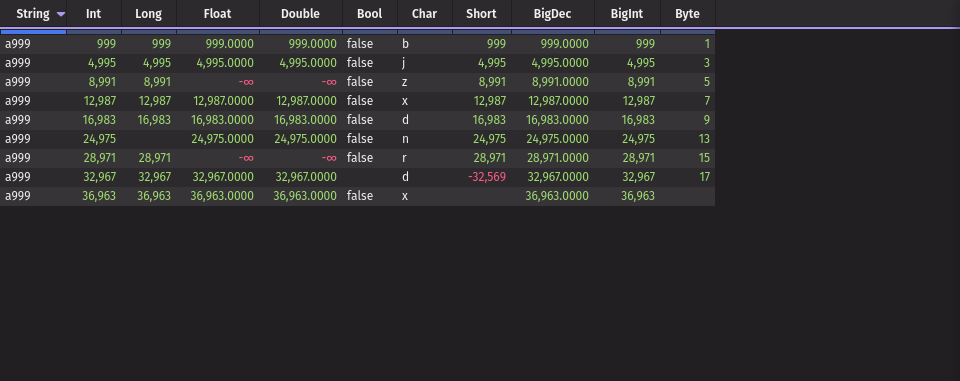 String Int Long Float Double Bool Char Short BigDec BigInt Byte
a999 999 999 999.0000 999.0000 false b 999 999.0000 999 1
a999 4,995 4,995 4,995.0000 4,995.0000 false j 4,995 4,995.0000 4,995 3
a999 8,991 8,991 -∞ -∞ false z 8,991 8,991.0000 8,991 5
a999 12,987 12,987 12,987.0000 12,987.0000 false x 12,987 12,987.0000 12,987 7
a999 16,983 16,983 16,983.0000 16,983.0000 false d 16,983 16,983.0000 16,983 9
a999 24,975 24,975.0000 24,975.0000 false n 24,975 24,975.0000 24,975 13
a999 28,971 28,971 -∞ -∞ false r 28,971 28,971.0000 28,971 15
a999 32,967 32,967 32,967.0000 32,967.0000 d -32,569 32,967.0000 32,967 17
a999 36,963 36,963 36,963.0000 36,963.0000 false x 36,963.0000 36,963